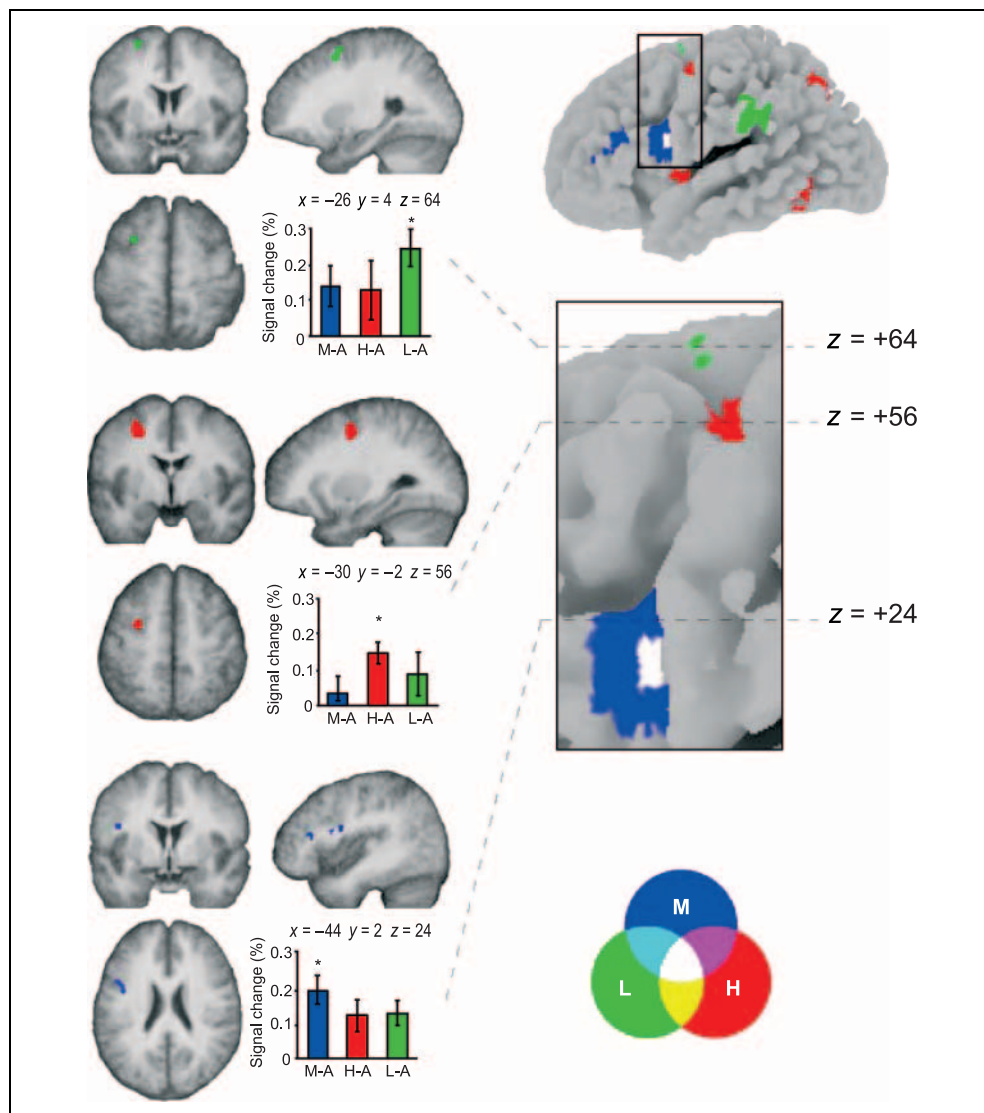 x = −26 y = 4 z = 64
Signal change (%)
0.3
*
0.2
0.1
0
M-A H-A L-A
x = −30 y = −2 z = 56
Signal change (%)
0.3
*
0.2
0.1
0
M-A H-A L-A
x = −44 y = 2 z = 24
Signal change (%)
0.3
*
0.2
0.1
0
M-A H-A L-A
z = +64
z = +56
z = +24
M
L H